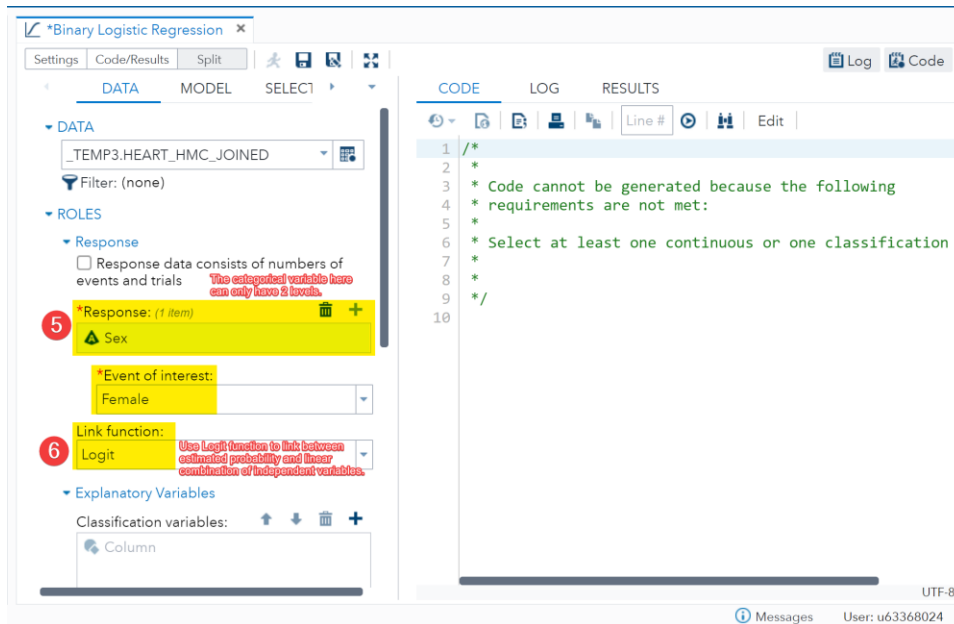 *Binary Logistic Regression ×
Settings Code/Results Split
Log Code
DATA MODEL SELECT
DATA
_TEMP3.HEART_HMC_JOINED
Filter: (none)
ROLES
Response
Response data consists of numbers of
events and trials
The categorical variable here
can only have 2 levels.
5
*Response: (1 item)
Sex
*Event of interest:
Female
6
Link function:
Logit
Use Logit function to link between
estimated probability and linear
combination of independent variables.
Explanatory Variables
Classification variables:
Column
CODE LOG RESULTS
Line # Edit
1 /*
2 *
3 * Code cannot be generated because the following
4 * requirements are not met:
5 *
6 * Select at least one continuous or one classification
7 *
8 *
9 */
10
UTF-8
Messages User: u63368024